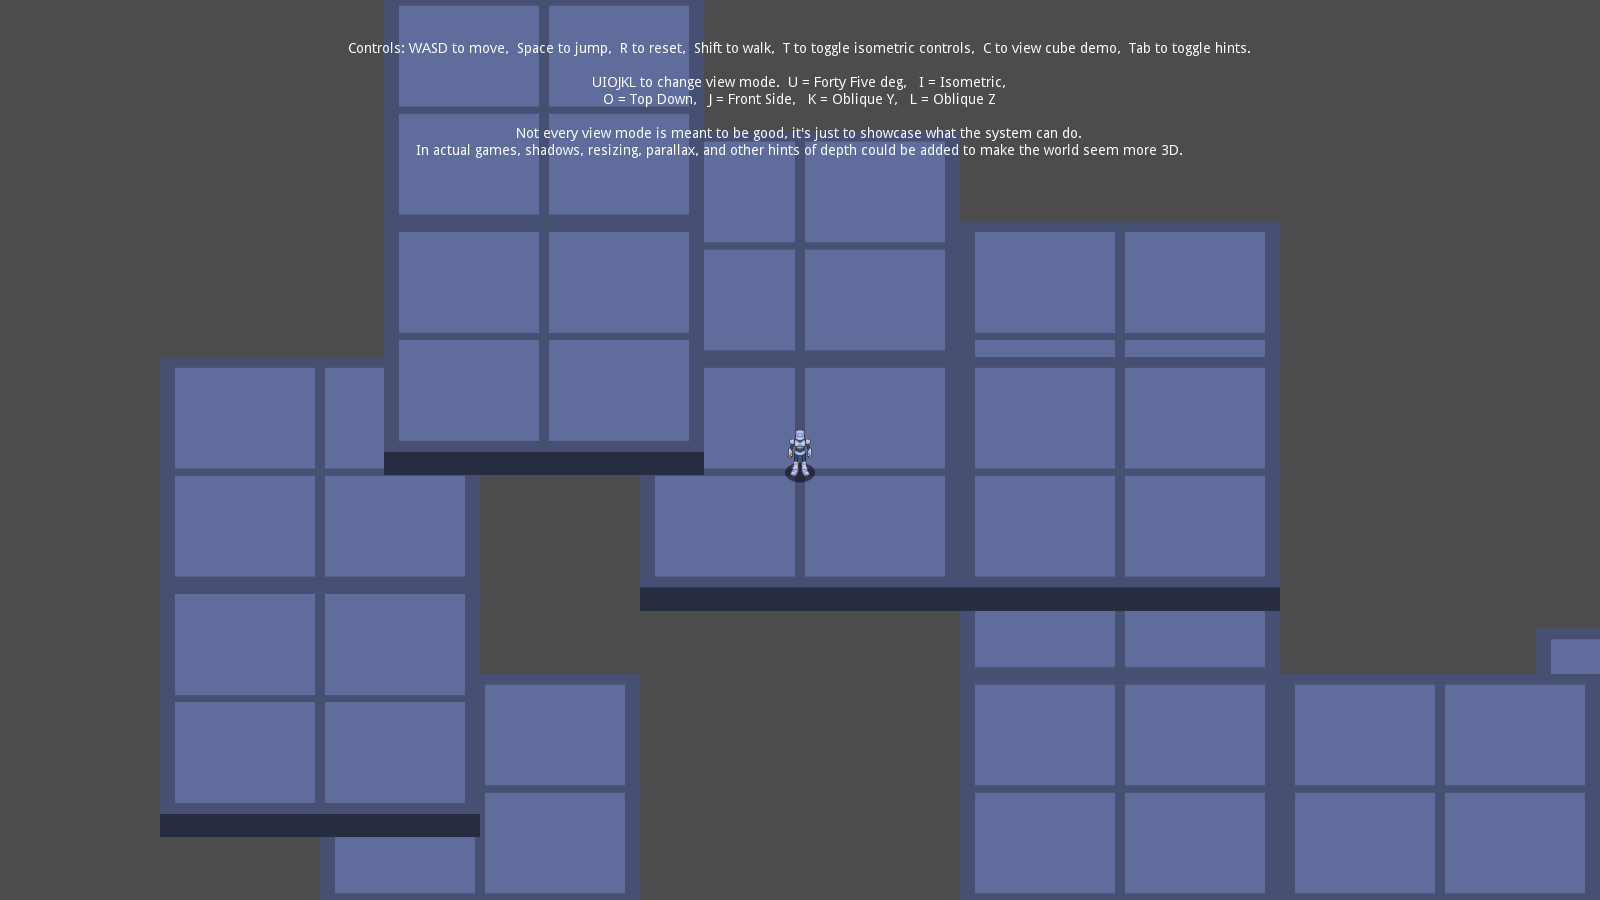 Controls: WASD to move,  Space to jump,  R to reset,  Shift to walk,  T to toggle isometric controls,  C to view cube demo,  Tab to toggle hints.
UIOJKL to change view mode.  U = Forty Five deg,   I = Isometric,
O = Top Down,   J = Front Side,   K = Oblique Y,   L = Oblique Z
Not every view mode is meant to be good, it's just to showcase what the system can do.
In actual games, shadows, resizing, parallax, and other hints of depth could be added to make the world seem more 3D.